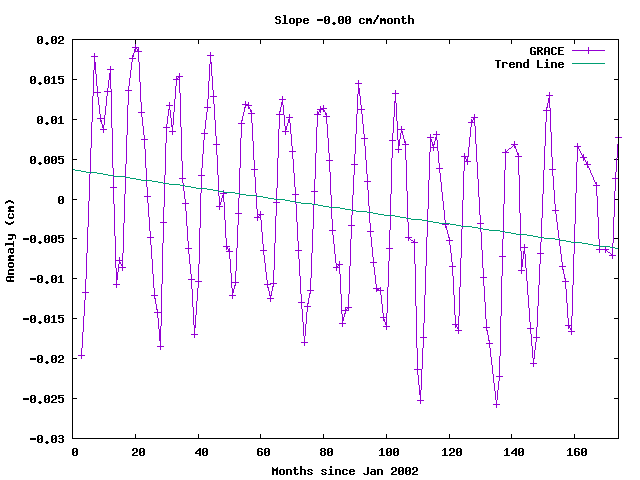 Slope -0.00 cm/month
0.02
0.015
0.01
0.005
0
-0.005
-0.01
-0.015
-0.02
-0.025
-0.03
Anomaly (cm)
GRACE
Trend Line
0 20 40 60 80 100 120 140 160
Months since Jan 2002